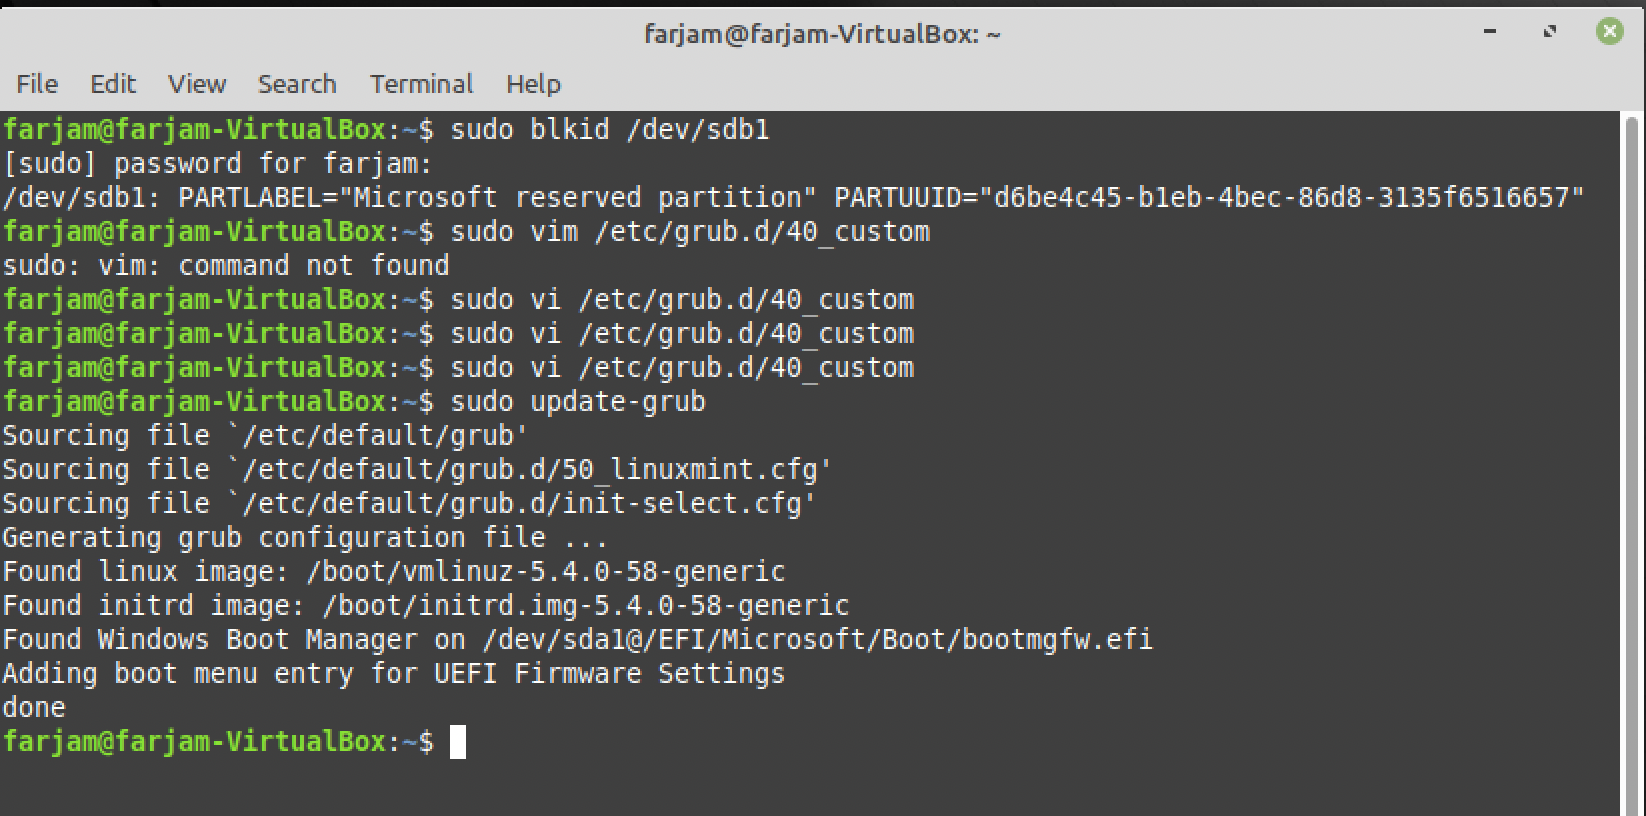 farjam@farjam-VirtualBox: ~
File Edit View Search Terminal Help
farjam@farjam-VirtualBox:~$ sudo blkid /dev/sdb1
[sudo] password for farjam:
/dev/sdb1: PARTLABEL="Microsoft reserved partition" PARTUUID="d6be4c45-b1eb-4bec-86d8-3135f6516657"
farjam@farjam-VirtualBox:~$ sudo vim /etc/grub.d/40_custom
sudo: vim: command not found
farjam@farjam-VirtualBox:~$ sudo vi /etc/grub.d/40_custom
farjam@farjam-VirtualBox:~$ sudo vi /etc/grub.d/40_custom
farjam@farjam-VirtualBox:~$ sudo vi /etc/grub.d/40_custom
farjam@farjam-VirtualBox:~$ sudo update-grub
Sourcing file `/etc/default/grub'
Sourcing file `/etc/default/grub.d/50_linuxmint.cfg'
Sourcing file `/etc/default/grub.d/init-select.cfg'
Generating grub configuration file ...
Found linux image: /boot/vmlinuz-5.4.0-58-generic
Found initrd image: /boot/initrd.img-5.4.0-58-generic
Found Windows Boot Manager on /dev/sda1@/EFI/Microsoft/Boot/bootmgfw.efi
Adding boot menu entry for UEFI Firmware Settings
done
farjam@farjam-VirtualBox:~$